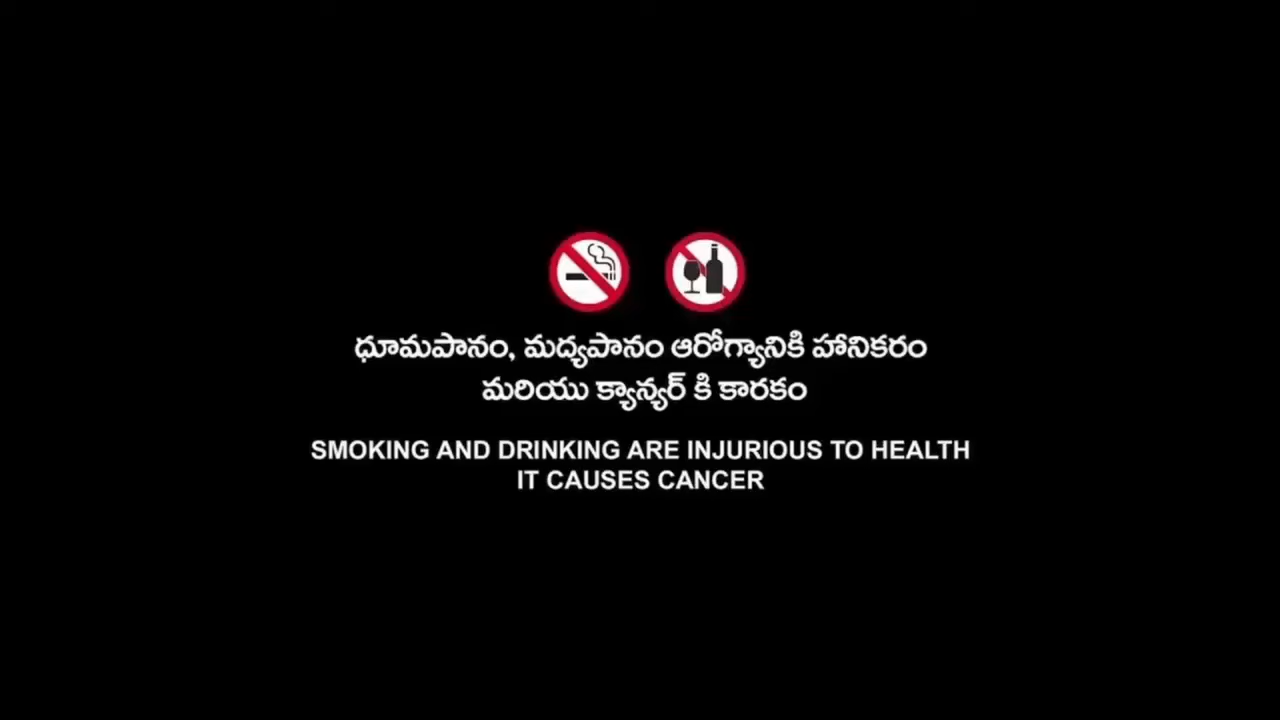 ధూమపానం, మద్యపానం ఆరోగ్యానికి హానికరం
మరియు క్యాన్సర్ కి కారకం
SMOKING AND DRINKING ARE INJURIOUS TO HEALTH
IT CAUSES CANCER